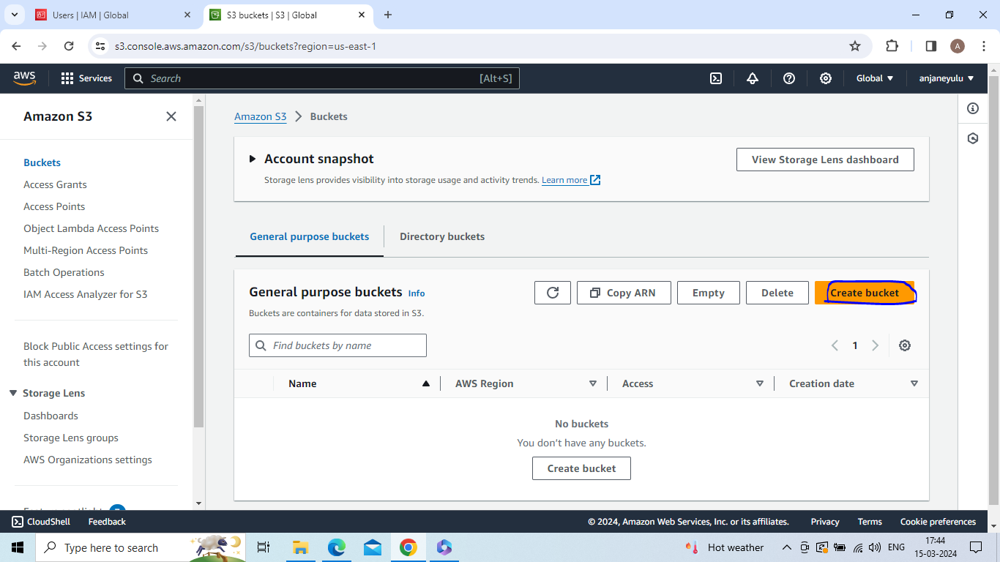 Users | IAM | Global
S3 buckets | S3 | Global
s3.console.aws.amazon.com/s3/buckets?region=us-east-1
A
aws
Services
Search
[Alt+S]
Global
anjaneyulu
Amazon S3
Buckets
Access Grants
Access Points
Object Lambda Access Points
Multi-Region Access Points
Batch Operations
IAM Access Analyzer for S3
Block Public Access settings for
this account
Storage Lens
Dashboards
Storage Lens groups
AWS Organizations settings
Amazon S3
Buckets
Account snapshot
View Storage Lens dashboard
Storage lens provides visibility into storage usage and activity trends. Learn more
General purpose buckets
Directory buckets
General purpose buckets Info
Copy ARN
Empty
Delete
Create bucket
Buckets are containers for data stored in S3.
Find buckets by name
1
Name
AWS Region
Access
Creation date
No buckets
You don't have any buckets.
Create bucket
CloudShell
Feedback
© 2024, Amazon Web Services, Inc. or its affiliates.
Privacy
Terms
Cookie preferences
Type here to search
Hot weather
ENG
17:44
15-03-2024